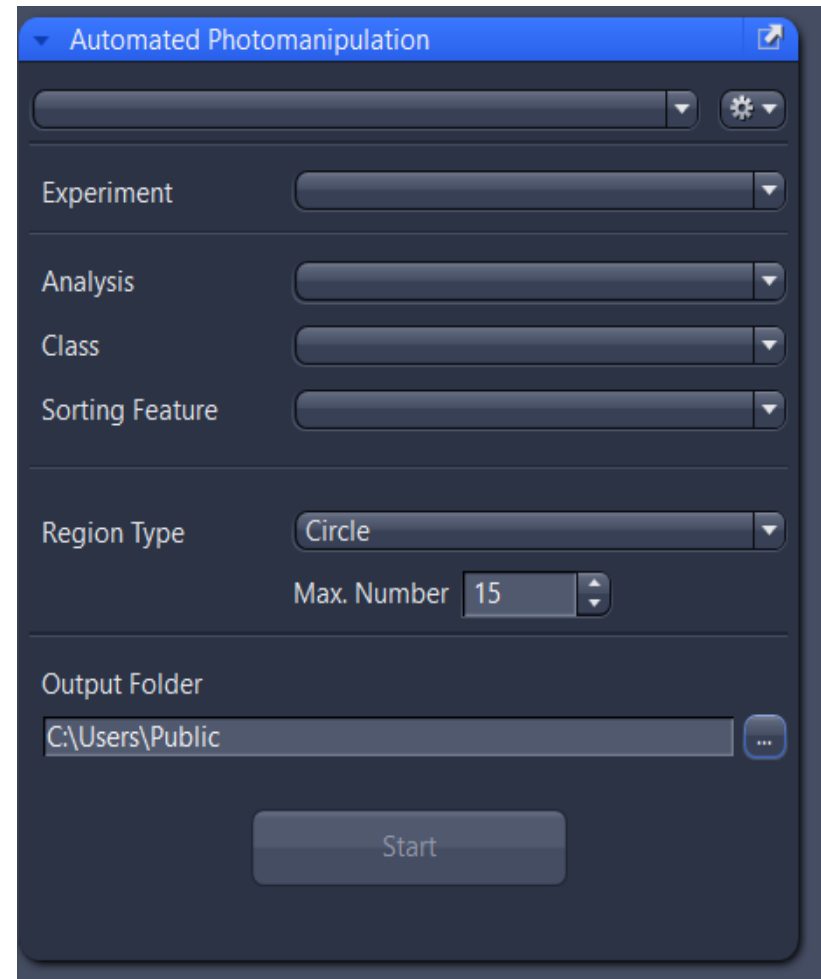 Automated Photomanipulation
Experiment
Analysis
Class
Sorting Feature
Region Type Circle
Max. Number 15
Output Folder
C:\Users\Public ...
Start